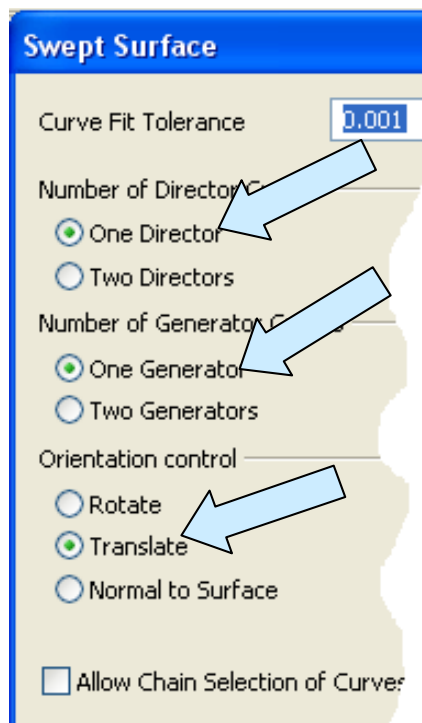 Swept Surface
Curve Fit Tolerance 0.001
Number of Director
One Director
Two Directors
Number of Generator
One Generator
Two Generators
Orientation control
Rotate
Translate
Normal to Surface
Allow Chain Selection of Curves